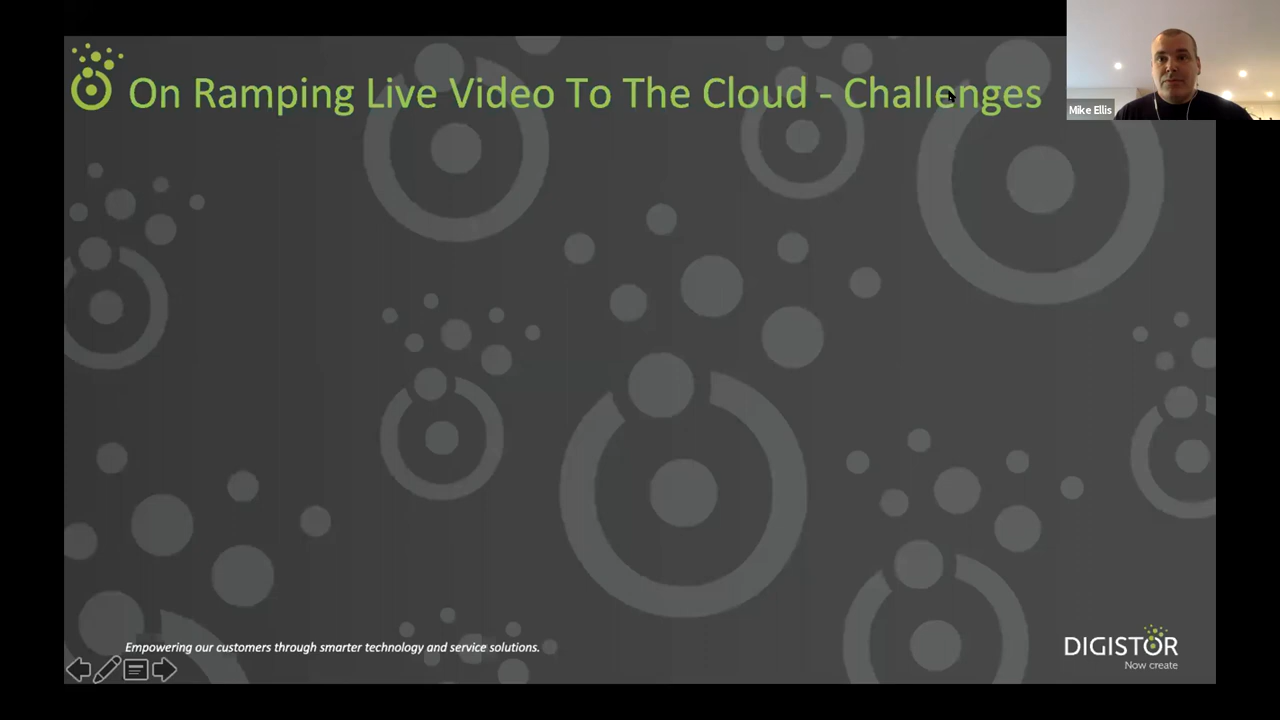 On Ramping Live Video To The Cloud - Challenges
Mike Ellis
Empowering our customers through smarter technology and service solutions.
DIGISTOR
Now create